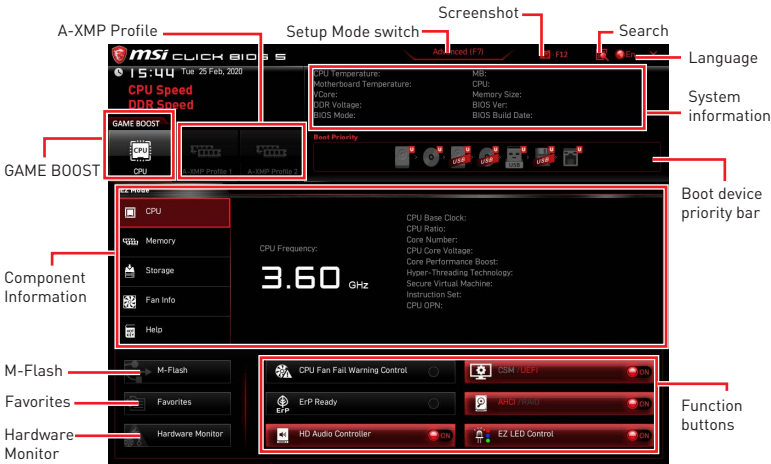 Screenshot
A-XMP Profile
Setup Mode switch
Search
msi CLICK BIOS 5
Advanced (F7)
F12
En
X
Language
15:44 Tue 25 Feb, 2020
CPU Speed
DDR Speed
CPU Temperature:
Motherboard Temperature:
VCore:
DDR Voltage:
BIOS Mode:
MB:
CPU:
Memory Size:
BIOS Ver:
BIOS Build Date:
System
information
GAME BOOST
CPU
CPU
A-XMP Profile 1
A-XMP Profile 2
GAME BOOST
Boot Priority
U
U
USB U
USB U
USB U
USB U
U
Boot device
priority bar
EZ Mode
CPU
Memory
Storage
Fan Info
Help
Component
Information
CPU Frequency:
3.60 GHz
CPU Base Clock:
CPU Ratio:
Core Number:
CPU Core Voltage:
Core Performance Boost:
Hyper-Threading Technology:
Secure Virtual Machine:
Instruction Set:
CPU OPN:
M-Flash
Favorites
Hardware
Monitor
M-Flash
Favorites
Hardware Monitor
CPU Fan Fail Warning Control
ErP
ErP Ready
HD Audio Controller
ON
CSM /UEFI
ON
AHCI /RAID
ON
EZ LED Control
ON
Function
buttons